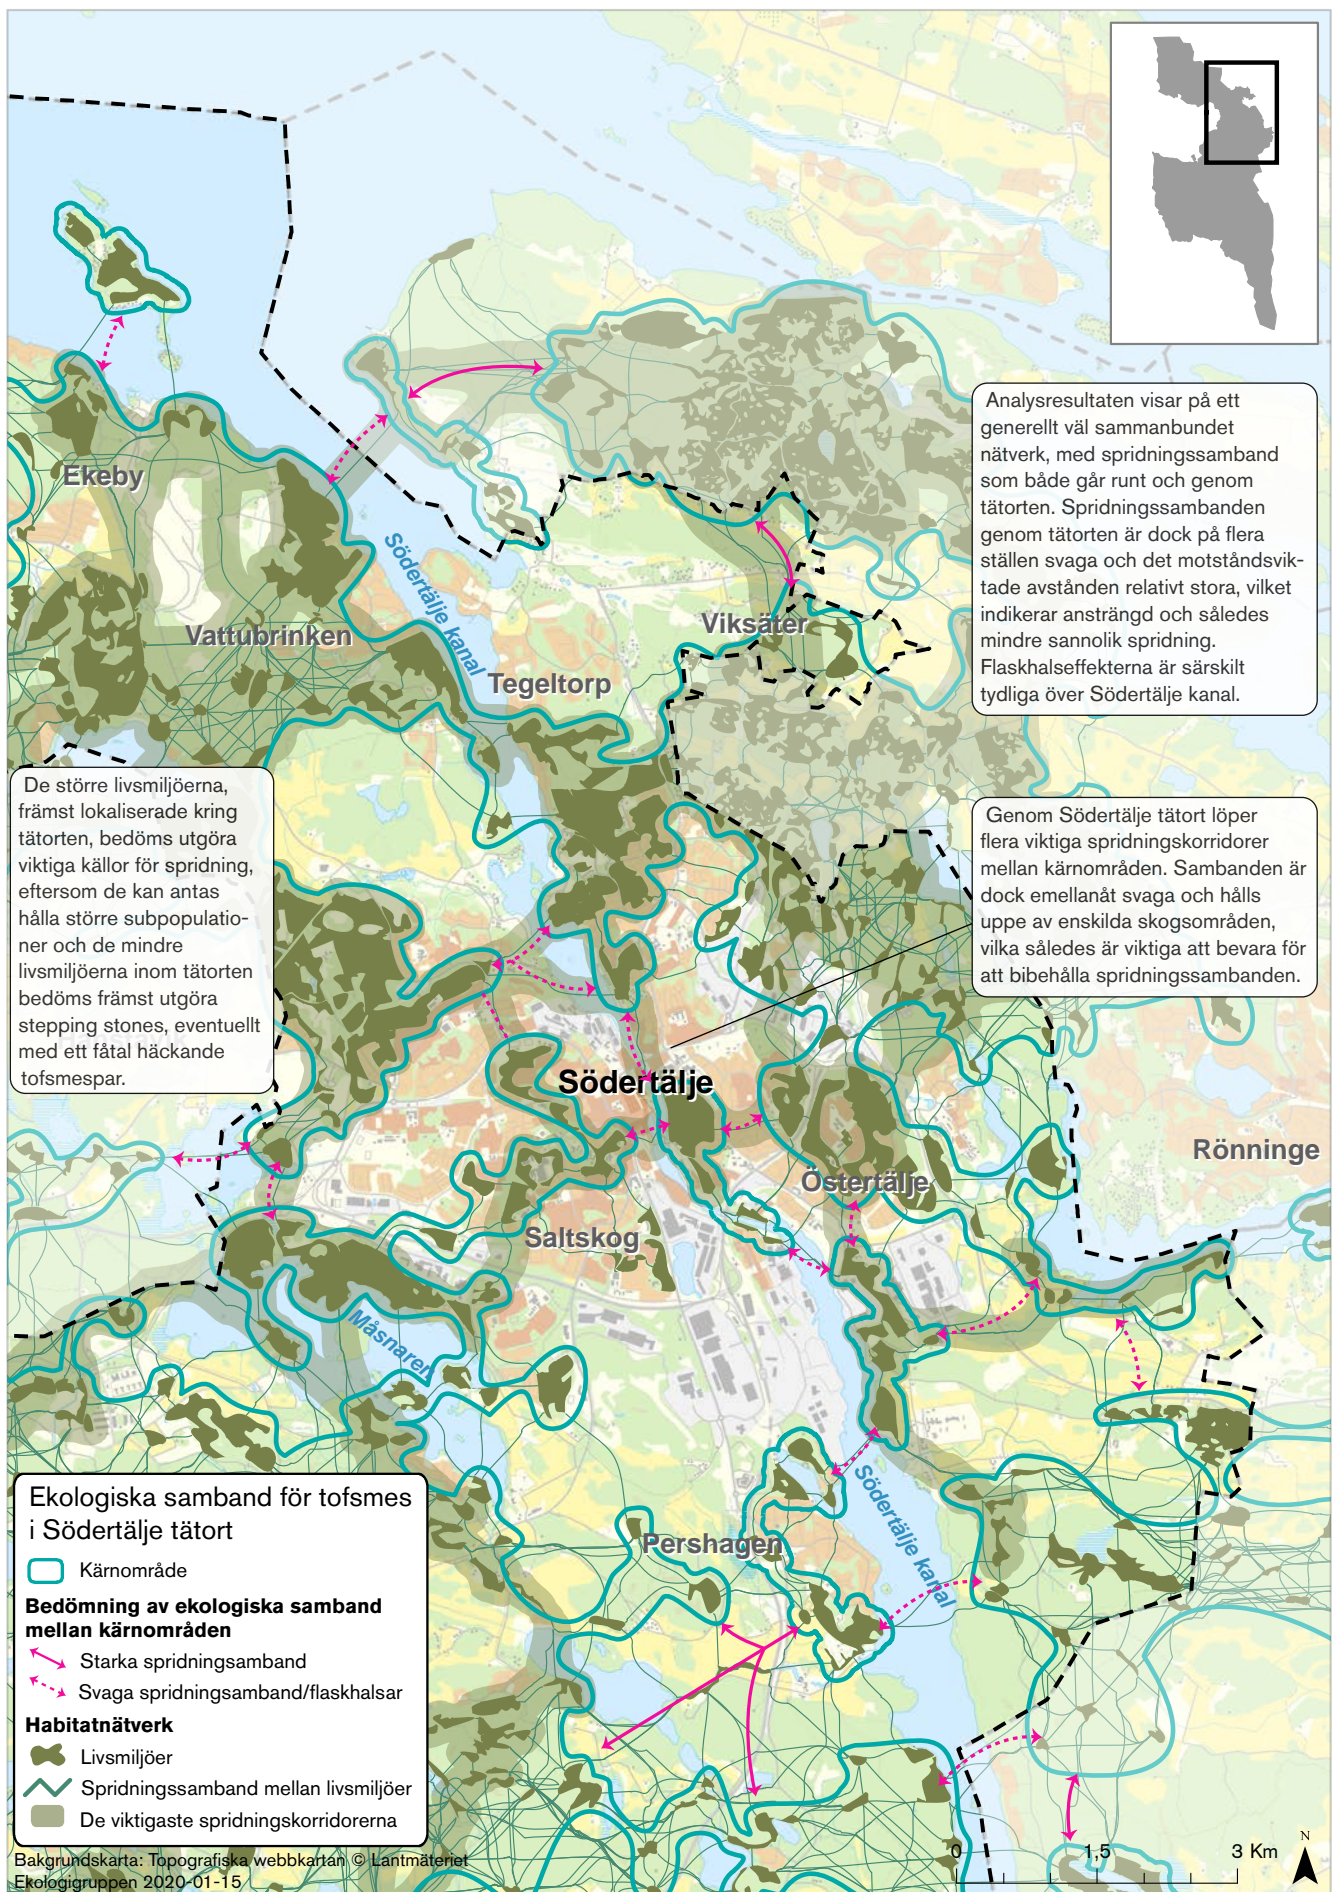 Analysresultaten visar på ett
generellt väl sammanbundet
nätverk, med spridningssamband
som både går runt och genom
tätorten. Spridningssambanden
genom tätorten är dock på flera
ställen svaga och det motståndsvik-
tade avstånden relativt stora, vilket
indikerar ansträngd och således
mindre sannolik spridning.
Flaskhalseffekterna är särskilt
tydliga över Södertälje kanal.
Ekeby
Södertälje kanal
Vattubrinken
Viksäter
Tegeltorp
De större livsmiljöerna,
främst lokaliserade kring
tätorten, bedöms utgöra
viktiga källor för spridning,
eftersom de kan antas
hålla större subpopulatio-
ner och de mindre
livsmiljöerna inom tätorten
bedöms främst utgöra
stepping stones, eventuellt
med ett fåtal häckande
tofsmespar.
Genom Södertälje tätort löper
flera viktiga spridningskorridorer
mellan kärnområden. Sambanden är
dock emellanåt svaga och hålls
uppe av enskilda skogsområden,
vilka således är viktiga att bevara för
att bibehålla spridningssambanden.
Södertälje
Rönninge
Östertälje
Saltskog
Måsnaren
Södertälje kanal
Pershagen
Ekologiska samband för tofsmes
i Södertälje tätort
Kärnområde
Bedömning av ekologiska samband
mellan kärnområden
Starka spridningsamband
Svaga spridningsamband/flaskhalsar
Habitatnätverk
Livsmiljöer
Spridningssamband mellan livsmiljöer
De viktigaste spridningskorridorerna
Bakgrundskarta: Topografiska webbkartan © Lantmäteriet
Ekologigruppen 2020-01-15
0 1,5 3 Km
N